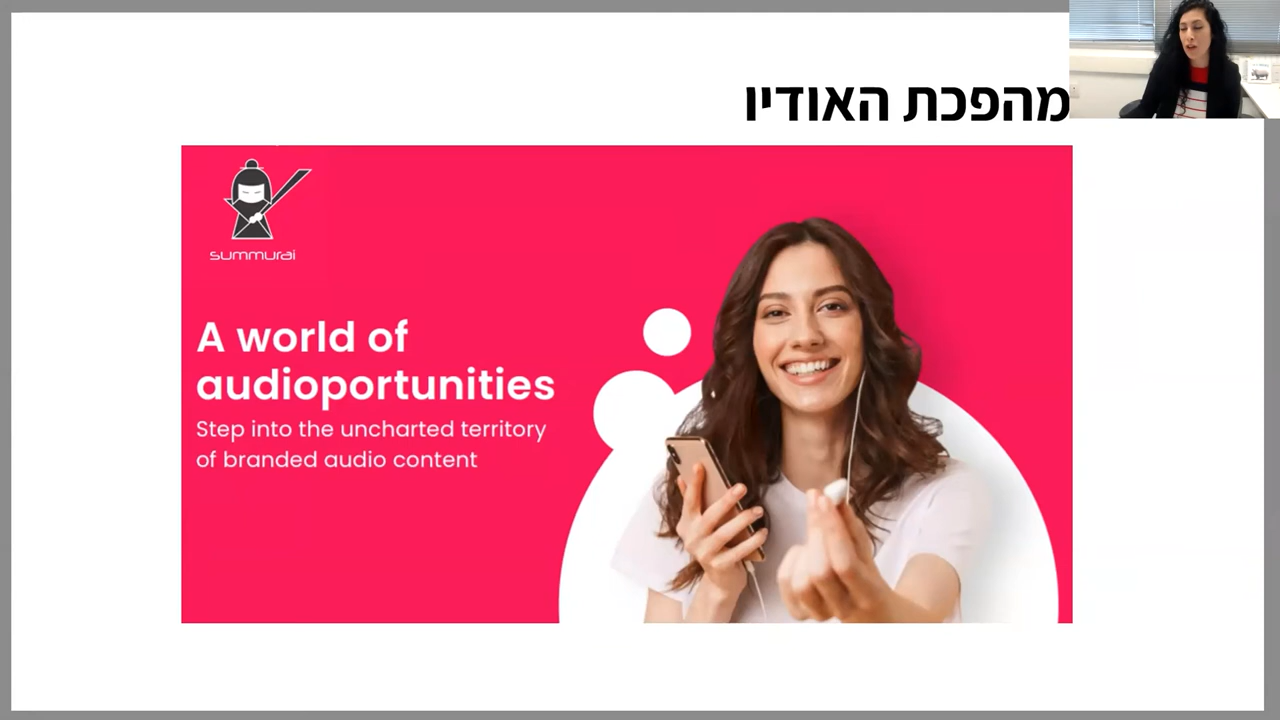 מהפכת האודיו
summurai
A world of
audioportunities
Step into the uncharted territory
of branded audio content